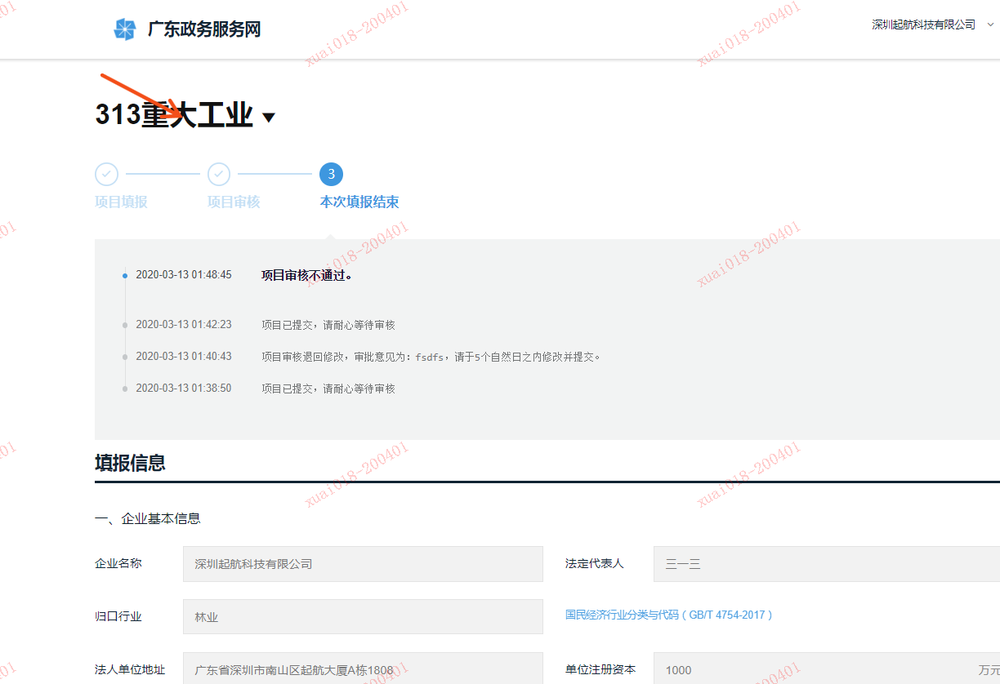 广东政务服务网
深圳起航科技有限公司
313重大工业
3
项目填报
项目审核
本次填报结束
2020-03-13 01:48:45 项目审核不通过。
2020-03-13 01:42:23 项目已提交，请耐心等待审核
2020-03-13 01:40:43 项目审核退回修改，审批意见为：fsdfs，请于5个自然日之内修改并提交。
2020-03-13 01:38:50 项目已提交，请耐心等待审核
填报信息
一、企业基本信息
企业名称 深圳起航科技有限公司 法定代表人 三一三
归口行业 林业 国民经济行业分类与代码（GB/T 4754-2017）
法人单位地址 广东省深圳市南山区起航大厦A栋1808 单位注册资本 1000 万元
xuai018-200401
xuai018-200401
xuai018-200401
xuai018-200401
xuai018-200401
xuai018-200401